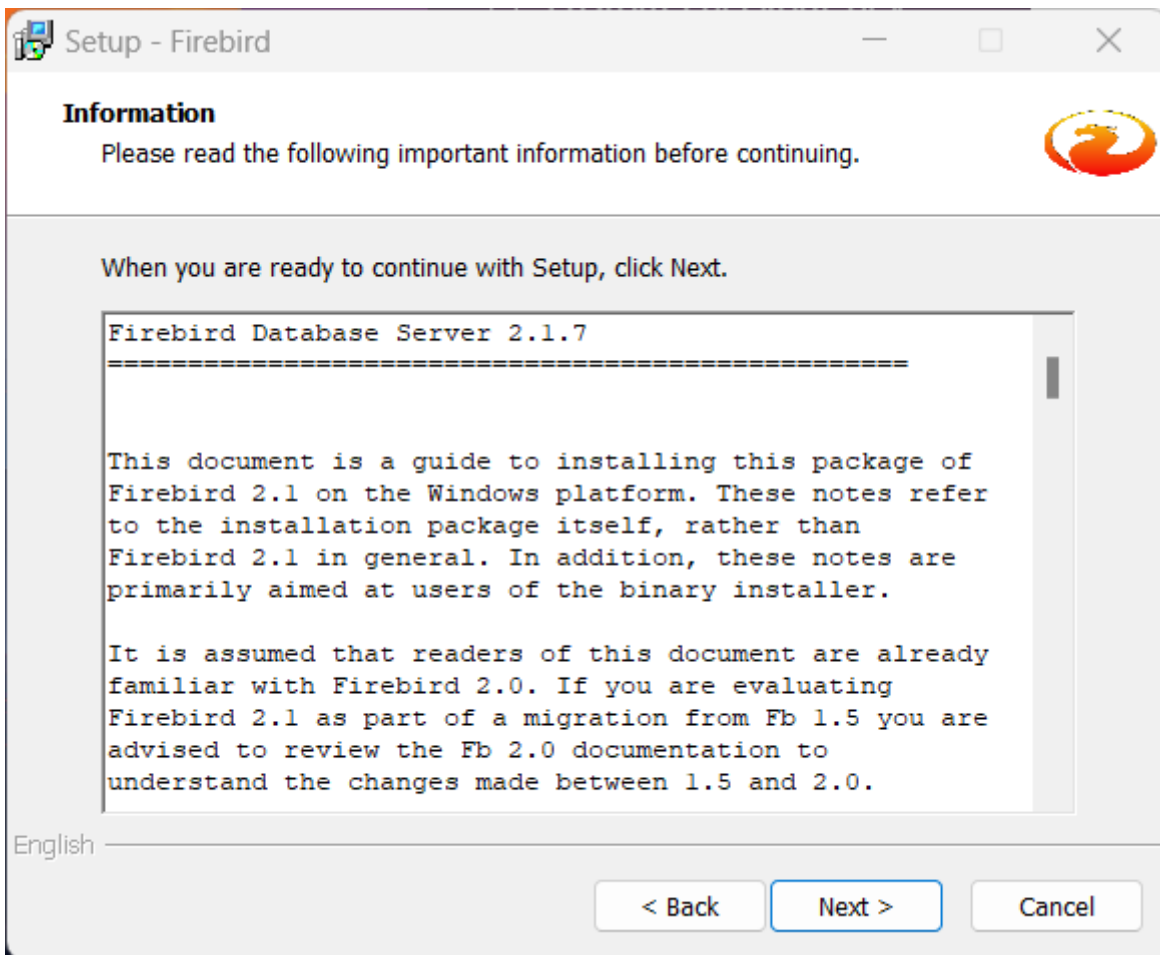 Setup - Firebird
Information
Please read the following important information before continuing.
When you are ready to continue with Setup, click Next.
Firebird Database Server 2.1.7
==================================================
This document is a guide to installing this package of
Firebird 2.1 on the Windows platform. These notes refer
to the installation package itself, rather than
Firebird 2.1 in general. In addition, these notes are
primarily aimed at users of the binary installer.
It is assumed that readers of this document are already
familiar with Firebird 2.0. If you are evaluating
Firebird 2.1 as part of a migration from Fb 1.5 you are
advised to review the Fb 2.0 documentation to
understand the changes made between 1.5 and 2.0.
English
< Back Next > Cancel